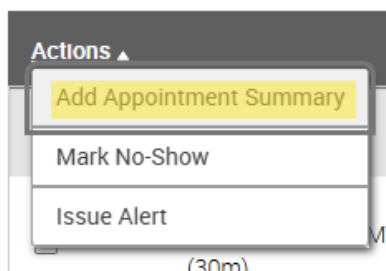 Actions ▲
Add Appointment Summary
Mark No-Show
Issue Alert
M
(30m)